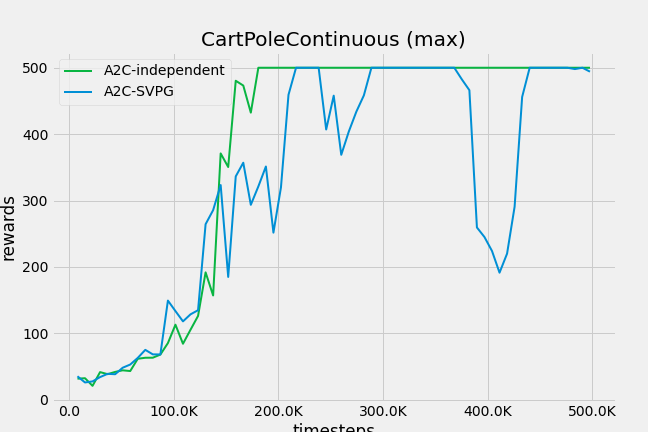 CartPoleContinuous (max)
A2C-independent
A2C-SVPG
rewards
500
400
300
200
100
0
0.0 100.0K 200.0K 300.0K 400.0K 500.0K
timesteps